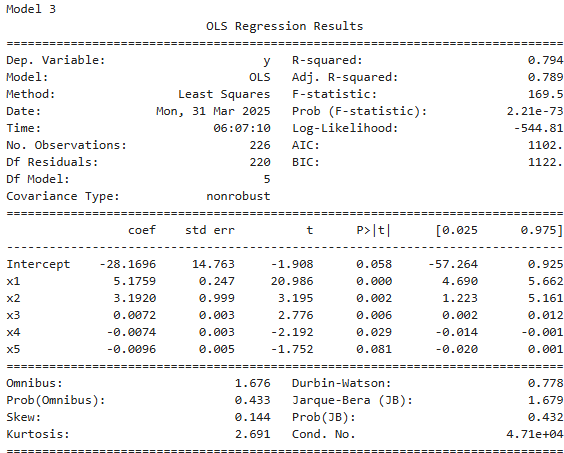 Model 3
                            OLS Regression Results
==============================================================================
Dep. Variable:                      y   R-squared:                       0.794
Model:                            OLS   Adj. R-squared:                  0.789
Method:                 Least Squares   F-statistic:                     169.5
Date:                Mon, 31 Mar 2025   Prob (F-statistic):           2.21e-73
Time:                        06:07:10   Log-Likelihood:                -544.81
No. Observations:                 226   AIC:                             1102.
Df Residuals:                     220   BIC:                             1122.
Df Model:                           5
Covariance Type:            nonrobust
==============================================================================
                 coef    std err          t      P>|t|      [0.025      0.975]
------------------------------------------------------------------------------
Intercept    -28.1696     14.763     -1.908      0.058     -57.264       0.925
x1             5.1759      0.247     20.986      0.000       4.690       5.662
x2             3.1920      0.999      3.195      0.002       1.223       5.161
x3             0.0072      0.003      2.776      0.006       0.002       0.012
x4            -0.0074      0.003     -2.192      0.029      -0.014      -0.001
x5            -0.0096      0.005     -1.752      0.081      -0.020       0.001
==============================================================================
Omnibus:                        1.676   Durbin-Watson:                   0.778
Prob(Omnibus):                  0.433   Jarque-Bera (JB):                1.679
Skew:                           0.144   Prob(JB):                        0.432
Kurtosis:                       2.691   Cond. No.                     4.71e+04
==============================================================================